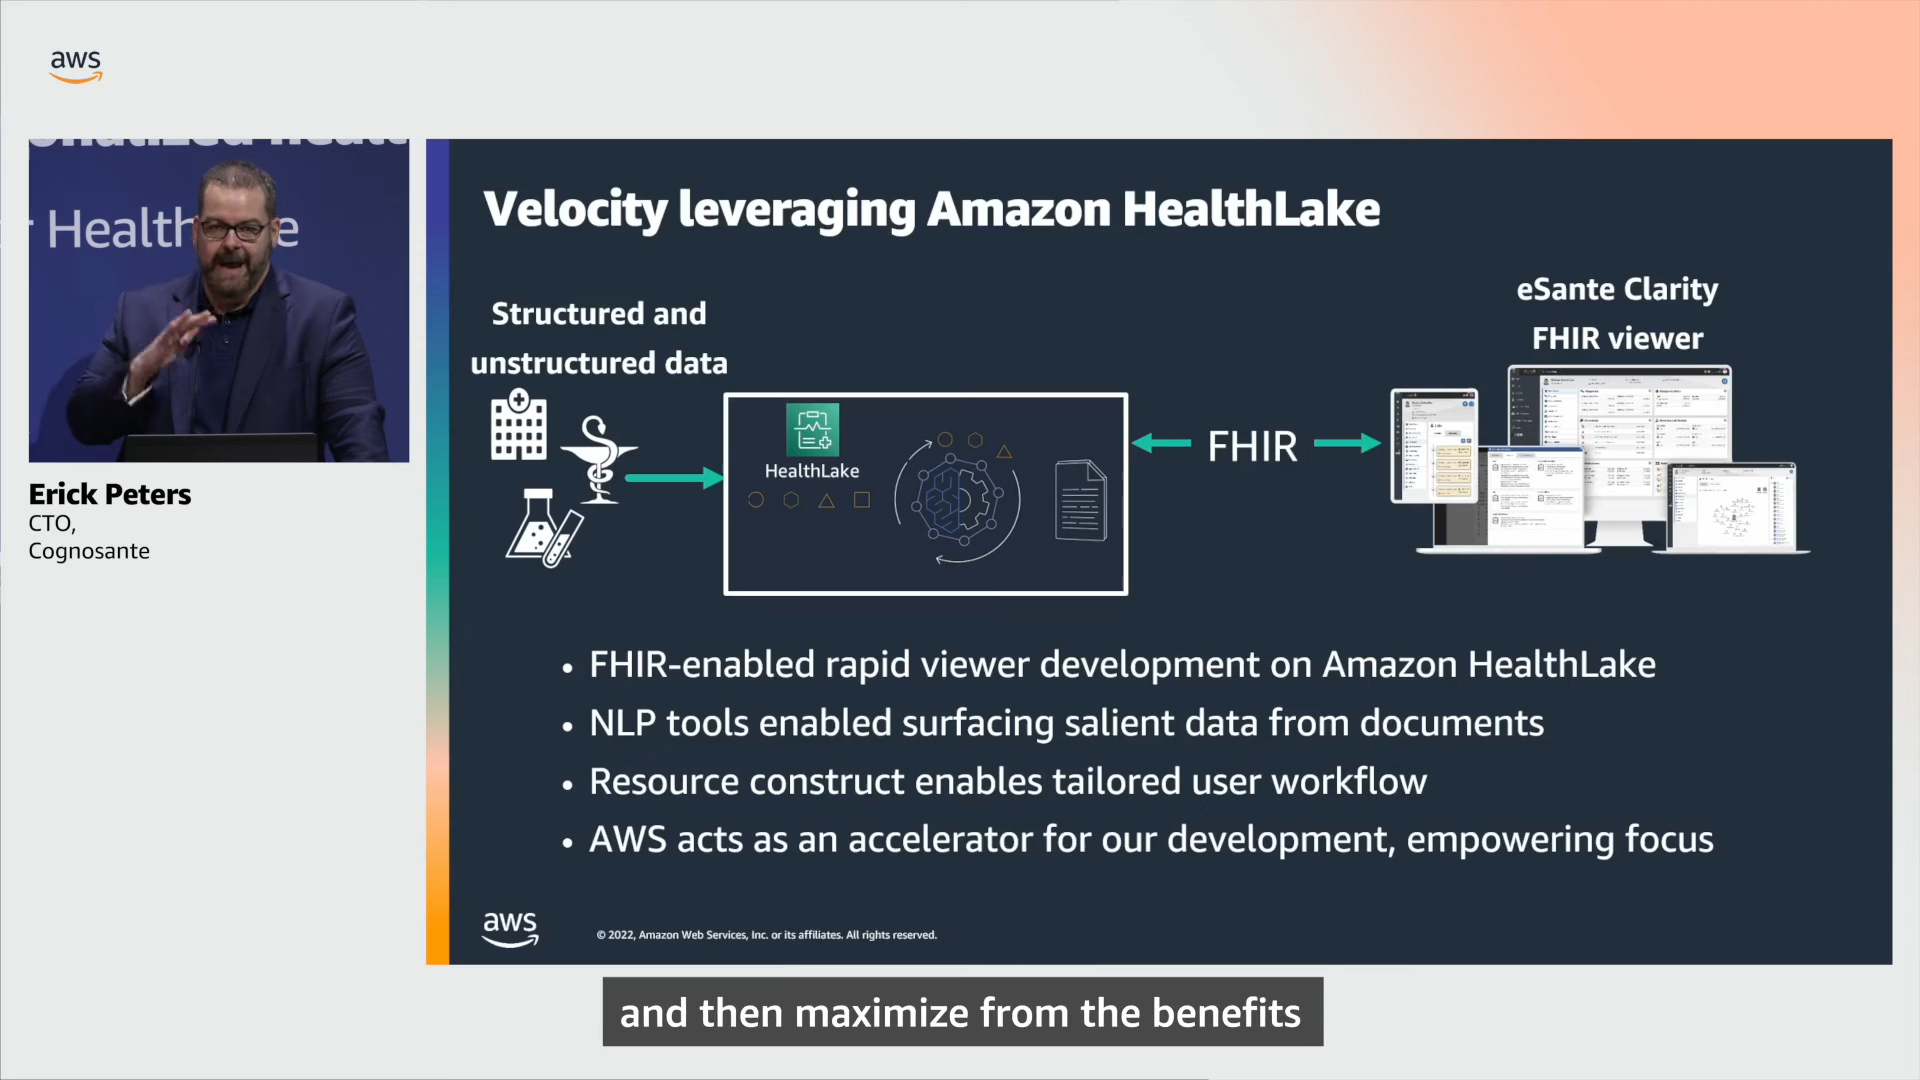 aws
onalized healt
r HealthLake
Erick Peters
CTO,
Cognosante
Velocity leveraging Amazon HealthLake
Structured and
unstructured data
HealthLake
FHIR
eSante Clarity
FHIR viewer
• FHIR-enabled rapid viewer development on Amazon HealthLake
• NLP tools enabled surfacing salient data from documents
• Resource construct enables tailored user workflow
• AWS acts as an accelerator for our development, empowering focus
aws
© 2022, Amazon Web Services, Inc. or its affiliates. All rights reserved.
and then maximize from the benefits